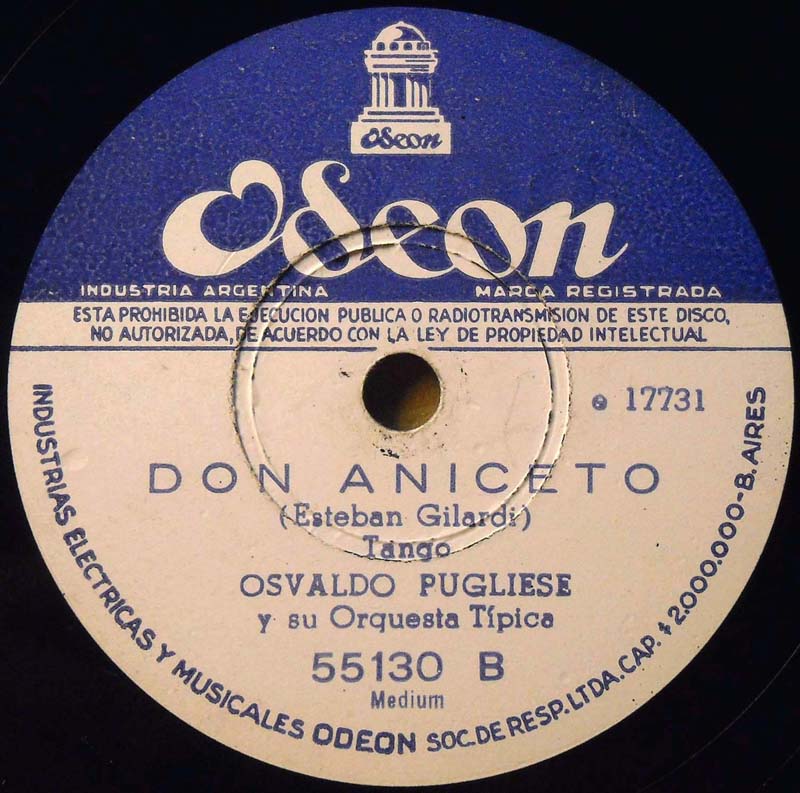 Odeon
Odeon
INDUSTRIA ARGENTINA MARCA REGISTRADA
ESTA PROHIBIDA LA EJECUCION PUBLICA O RADIOTRANSMISION DE ESTE DISCO,
NO AUTORIZADA, DE ACUERDO CON LA LEY DE PROPIEDAD INTELECTUAL
e 17731
DON ANICETO
(Esteban Gilardi)
Tango
OSVALDO PUGLIESE
y su Orquesta Típica
55130 B
Medium
INDUSTRIAS ELECTRICAS Y MUSICALES ODEON SOC. DE RESP. LTDA. CAP. $ 2.000.000-B. AIRES